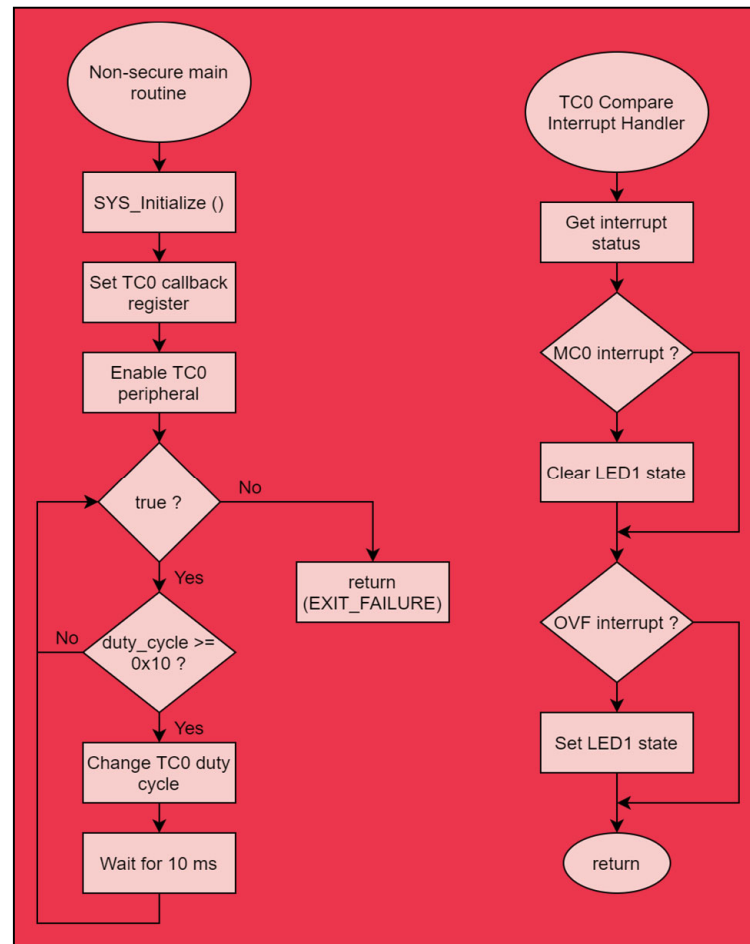 Non-secure main
routine
SYS_Initialize ()
Set TC0 callback
register
Enable TC0
peripheral
true ?
No
Yes
return
(EXIT_FAILURE)
No
duty_cycle >=
0x10 ?
Yes
Change TC0 duty
cycle
Wait for 10 ms
TC0 Compare
Interrupt Handler
Get interrupt
status
MC0 interrupt ?
Clear LED1 state
OVF interrupt ?
Set LED1 state
return